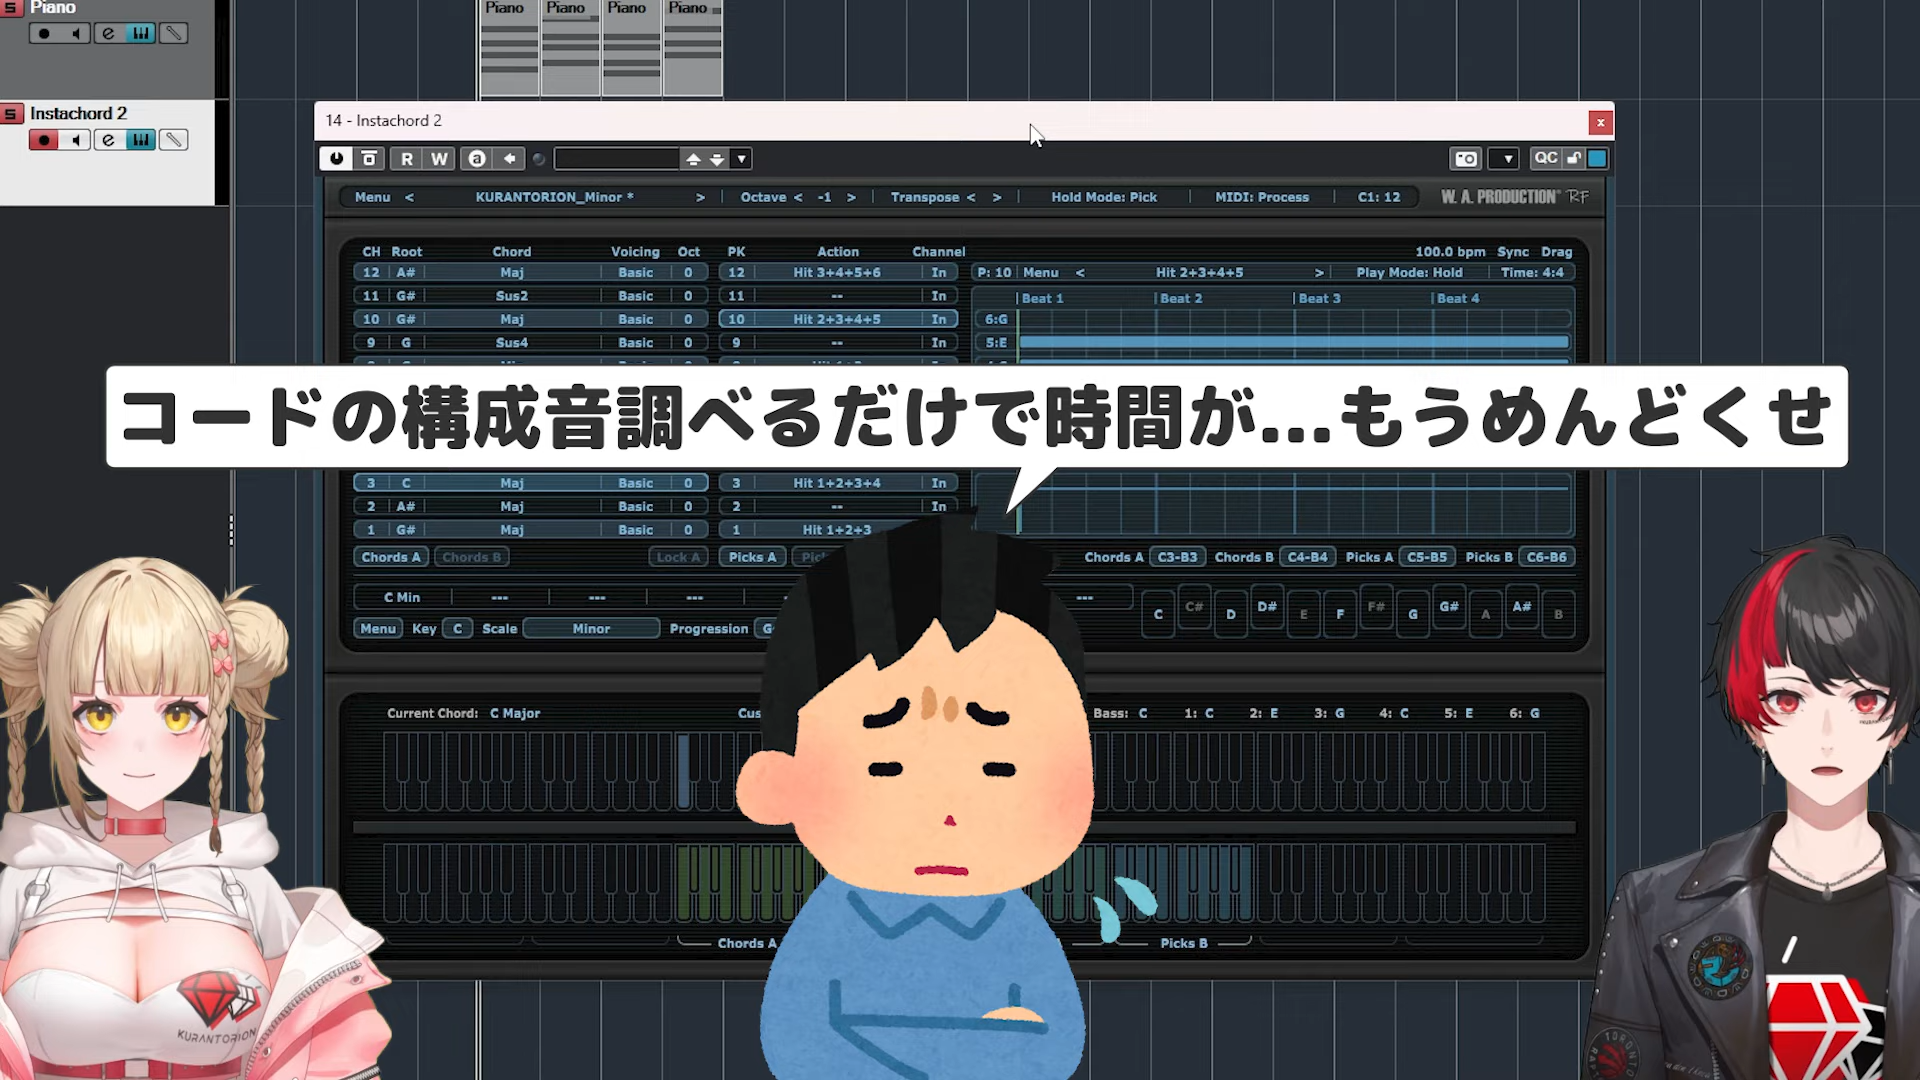 S Piano
Piano Piano Piano Piano
S Instachord 2
14 - Instachord 2
R W a QC
Menu < KURANTORION_Minor * > Octave < -1 > Transpose < > Hold Mode: Pick MIDI: Process C1: 12 W. A. PRODUCTION RF
CH Root Chord Voicing Oct PK Action Channel 100.0 bpm Sync Drag
12 A# Maj Basic 0 12 Hit 3+4+5+6 In P: 10 Menu < Hit 2+3+4+5 > Play Mode: Hold Time: 4:4
11 G# Sus2 Basic 0 11 -- In Beat 1 Beat 2 Beat 3 Beat 4
10 G# Maj Basic 0 10 Hit 2+3+4+5 In 6:G
9 G Sus4 Basic 0 9 -- In 5:E
コードの構成音調べるだけで時間が...もうめんどくせ
3 C Maj Basic 0 3 Hit 1+2+3+4 In
2 A# Maj Basic 0 2 -- In
1 G# Maj Basic 0 1 Hit 1+2+3
Chords A Chords B Lock A Picks A Chords A C3-B3 Chords B C4-B4 Picks A C5-B5 Picks B C6-B6
C Min --- --- --- --- C C# D D# E F F# G G# A A# B
Menu Key C Scale Minor Progression
Current Chord: C Major Bass: C 1: C 2: E 3: G 4: C 5: E 6: G
Chords A Picks B
KURANTORION